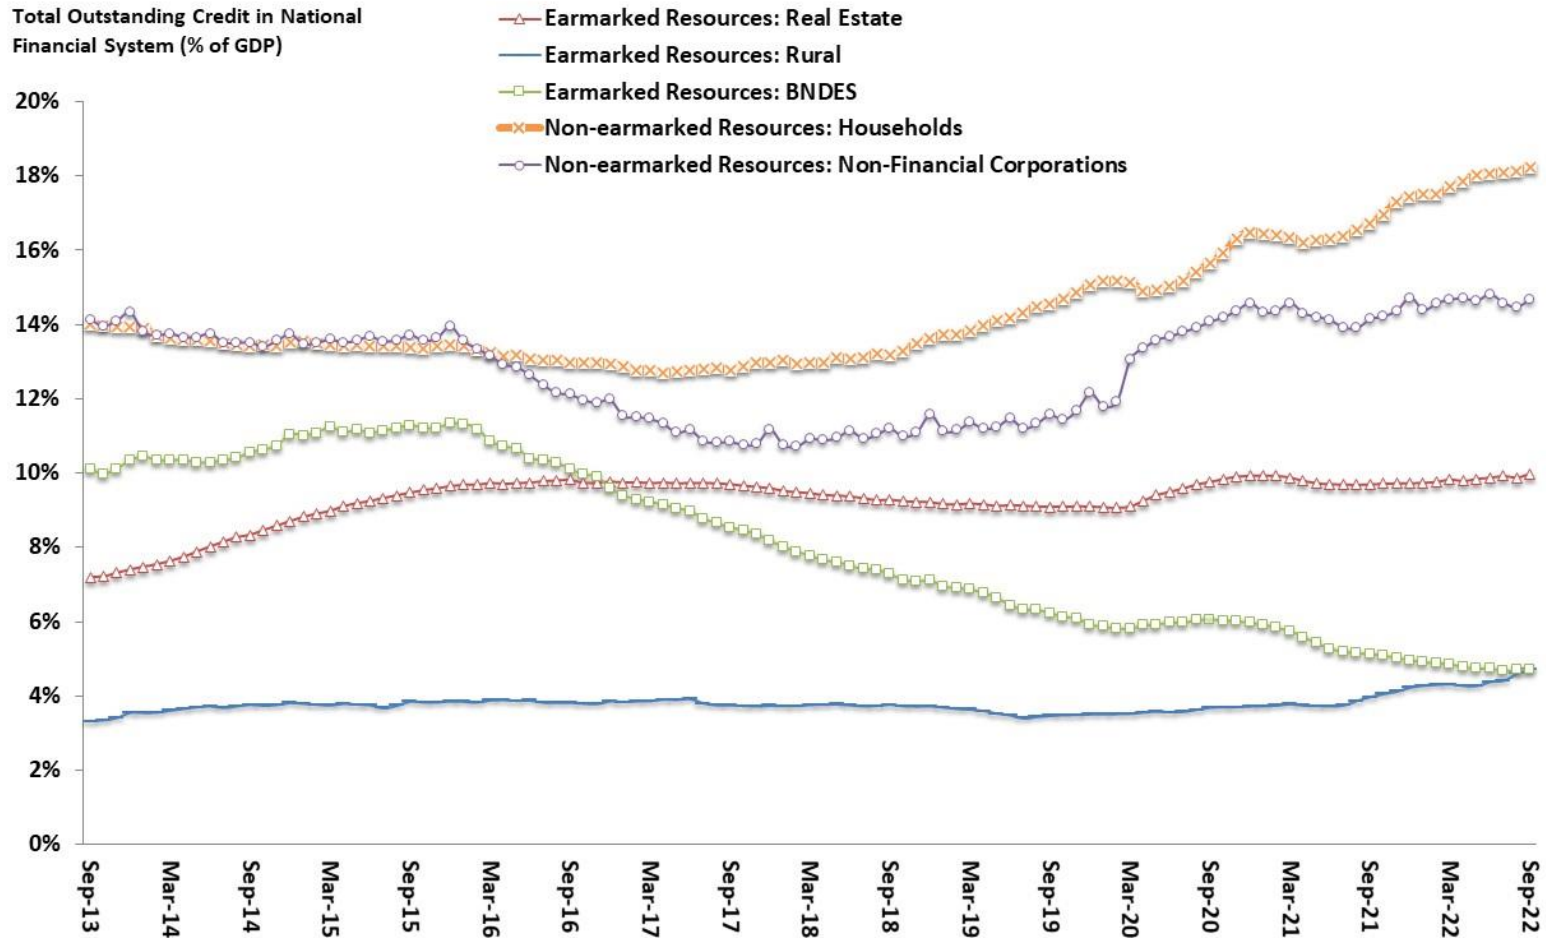 Total Outstanding Credit in National
Financial System (% of GDP)
Earmarked Resources: Real Estate
Earmarked Resources: Rural
Earmarked Resources: BNDES
Non-earmarked Resources: Households
Non-earmarked Resources: Non-Financial Corporations
20%
18%
16%
14%
12%
10%
8%
6%
4%
2%
0%
Sep-13
Mar-14
Sep-14
Mar-15
Sep-15
Mar-16
Sep-16
Mar-17
Sep-17
Mar-18
Sep-18
Mar-19
Sep-19
Mar-20
Sep-20
Mar-21
Sep-21
Mar-22
Sep-22